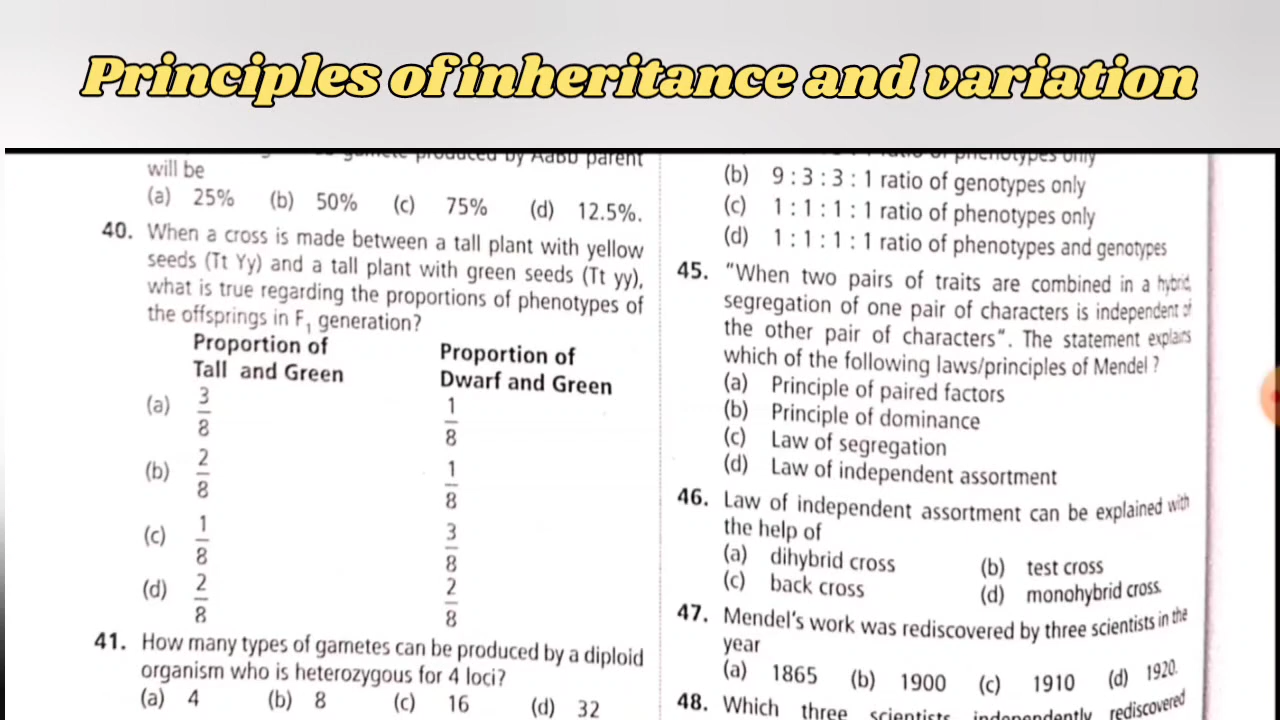 Principles of inheritance and variation
gamete produced by AaBb parent
will be
(a) 25% (b) 50% (c) 75% (d) 12.5%.
40. When a cross is made between a tall plant with yellow
seeds (Tt Yy) and a tall plant with green seeds (Tt yy),
what is true regarding the proportions of phenotypes of
the offsprings in F₁ generation?
Proportion of Proportion of
Tall and Green Dwarf and Green
(a) 3/8 1/8
(b) 2/8 1/8
(c) 1/8 3/8
(d) 2/8 2/8
41. How many types of gametes can be produced by a diploid
organism who is heterozygous for 4 loci?
(a) 4 (b) 8 (c) 16 (d) 32
ratio of phenotypes only
(b) 9 : 3 : 3 : 1 ratio of genotypes only
(c) 1 : 1 : 1 : 1 ratio of phenotypes only
(d) 1 : 1 : 1 : 1 ratio of phenotypes and genotypes
45. "When two pairs of traits are combined in a hybrid,
segregation of one pair of characters is independent of
the other pair of characters". The statement explains
which of the following laws/principles of Mendel ?
(a) Principle of paired factors
(b) Principle of dominance
(c) Law of segregation
(d) Law of independent assortment
46. Law of independent assortment can be explained with
the help of
(a) dihybrid cross (b) test cross
(c) back cross (d) monohybrid cross.
47. Mendel's work was rediscovered by three scientists in the
year
(a) 1865 (b) 1900 (c) 1910 (d) 1920.
48. Which three scientists independently rediscovered